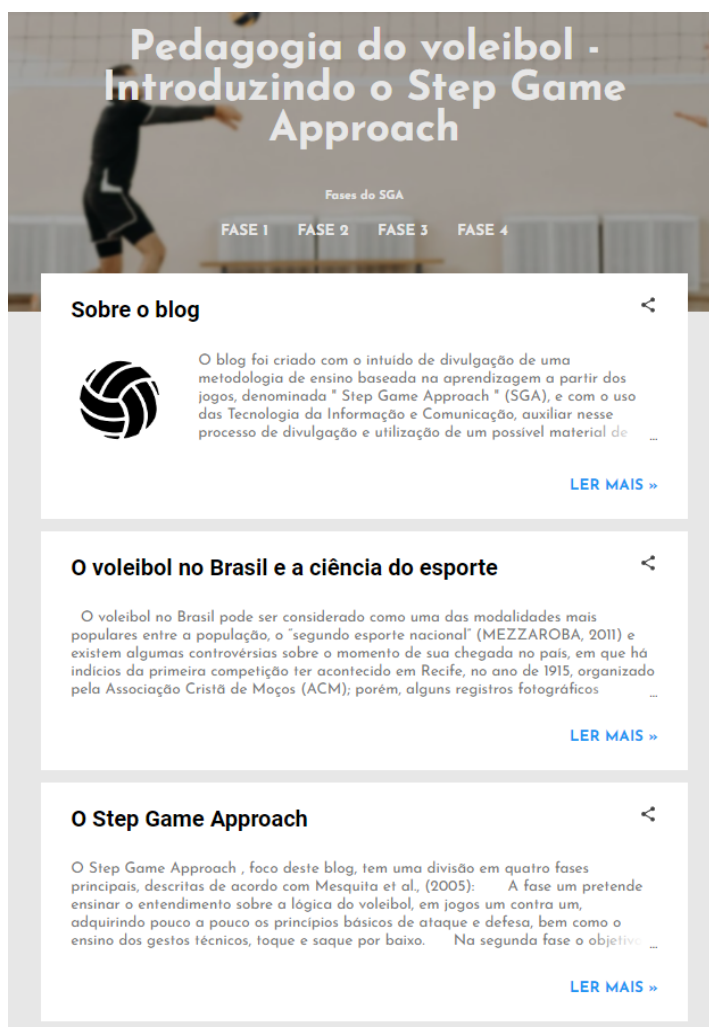 Pedagogia do voleibol -
Introduzindo o Step Game
Approach
Fases do SGA
FASE 1 FASE 2 FASE 3 FASE 4
Sobre o blog
O blog foi criado com o intuído de divulgação de uma
metodologia de ensino baseada na aprendizagem a partir dos
jogos, denominada " Step Game Approach " (SGA), e com o uso
das Tecnologia da Informação e Comunicação, auxiliar nesse
processo de divulgação e utilização de um possível material de ...
LER MAIS »
O voleibol no Brasil e a ciência do esporte
O voleibol no Brasil pode ser considerado como uma das modalidades mais
populares entre a população, o “segundo esporte nacional” (MEZZAROBA, 2011) e
existem algumas controvérsias sobre o momento de sua chegada no país, em que há
indícios da primeira competição ter acontecido em Recife, no ano de 1915, organizado
pela Associação Cristã de Moços (ACM); porém, alguns registros fotográficos ...
LER MAIS »
O Step Game Approach
O Step Game Approach , foco deste blog, tem uma divisão em quatro fases
principais, descritas de acordo com Mesquita et al., (2005): A fase um pretende
ensinar o entendimento sobre a lógica do voleibol, em jogos um contra um,
adquirindo pouco a pouco os princípios básicos de ataque e defesa, bem como o
ensino dos gestos técnicos, toque e saque por baixo. Na segunda fase o objetivo ...
LER MAIS »